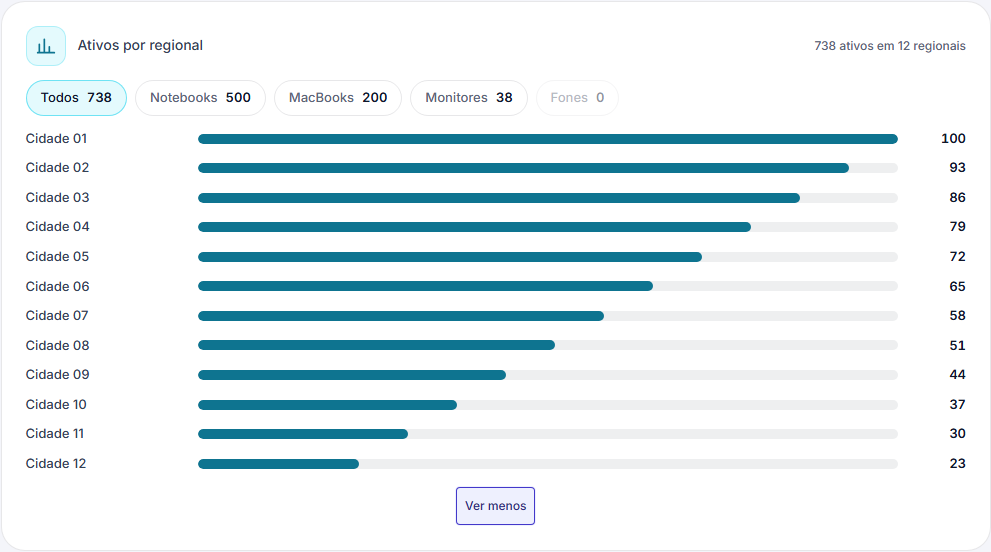 Ativos por regional
738 ativos em 12 regionais
Todos 738 Notebooks 500 MacBooks 200 Monitores 38 Fones 0
Cidade 01 100
Cidade 02 93
Cidade 03 86
Cidade 04 79
Cidade 05 72
Cidade 06 65
Cidade 07 58
Cidade 08 51
Cidade 09 44
Cidade 10 37
Cidade 11 30
Cidade 12 23
Ver menos